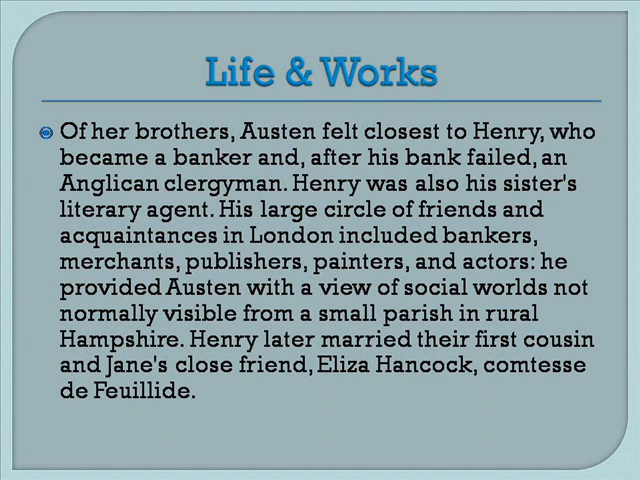 Life & Works
Of her brothers, Austen felt closest to Henry, who
became a banker and, after his bank failed, an
Anglican clergyman. Henry was also his sister's
literary agent. His large circle of friends and
acquaintances in London included bankers,
merchants, publishers, painters, and actors: he
provided Austen with a view of social worlds not
normally visible from a small parish in rural
Hampshire. Henry later married their first cousin
and Jane's close friend, Eliza Hancock, comtesse
de Feuillide.